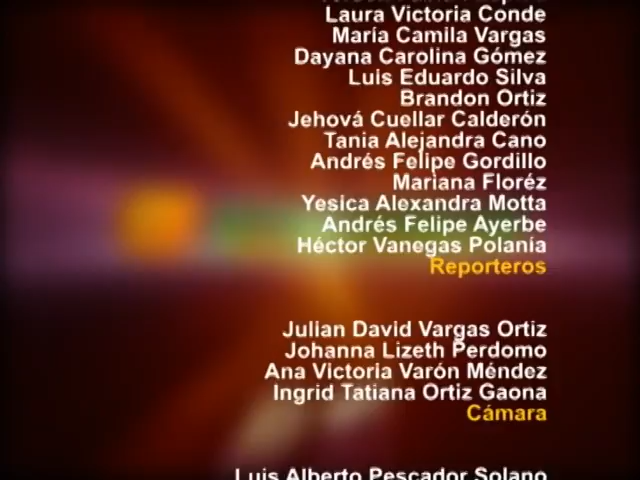 Laura Victoria Conde
María Camila Vargas
Dayana Carolina Gómez
Luis Eduardo Silva
Brandon Ortiz
Jehová Cuellar Calderón
Tania Alejandra Cano
Andrés Felipe Gordillo
Mariana Floréz
Yesica Alexandra Motta
Andrés Felipe Ayerbe
Héctor Vanegas Polanía
Reporteros
Julian David Vargas Ortiz
Johanna Lizeth Perdomo
Ana Victoria Varón Méndez
Ingrid Tatiana Ortiz Gaona
Cámara
Luis Alberto Pescador Solano